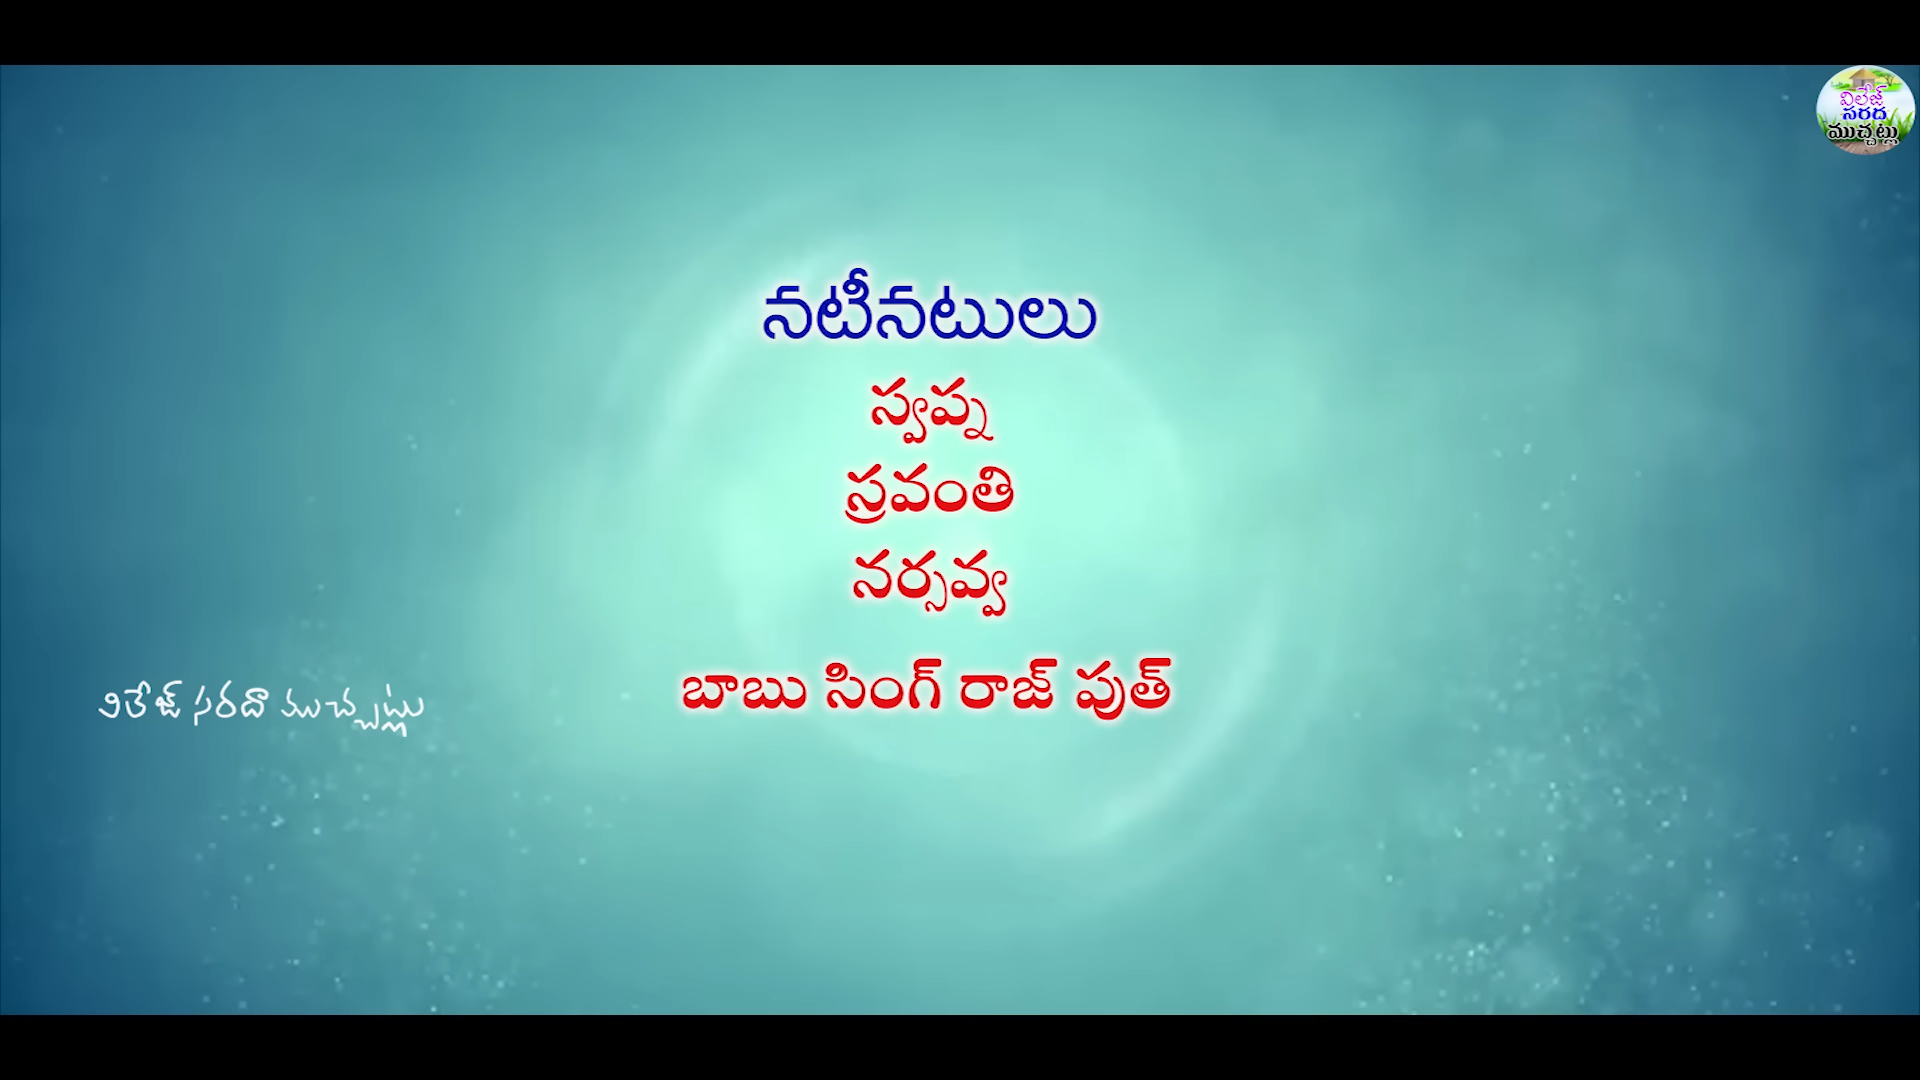 విలేజ్
సరద
ముచ్చట్లు
నటీనటులు
స్వప్న
స్రవంతి
నర్సవ్వ
బాబు సింగ్ రాజ్ పుత్
విలేజ్ సరదా ముచ్చట్లు